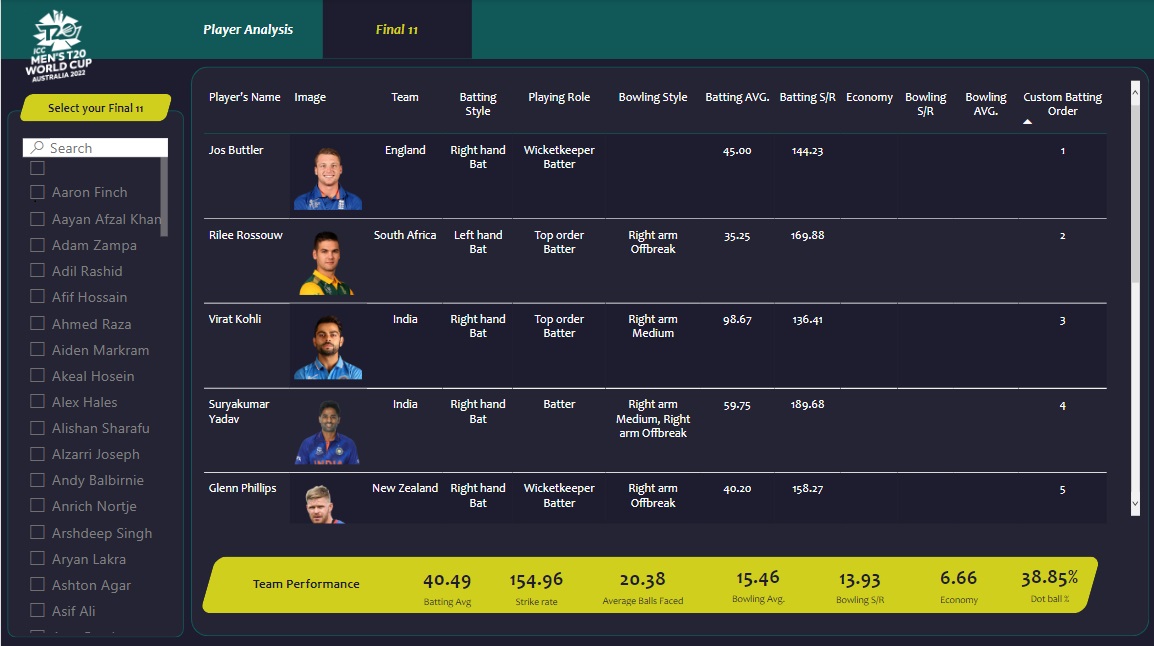 ICC
MEN'S T20
WORLD CUP
AUSTRALIA 2022
Player Analysis
Final 11
Select your Final 11
Search
Aaron Finch
Aayan Afzal Khan
Adam Zampa
Adil Rashid
Afif Hossain
Ahmed Raza
Aiden Markram
Akeal Hosein
Alex Hales
Alishan Sharafu
Alzarri Joseph
Andy Balbirnie
Anrich Nortje
Arshdeep Singh
Aryan Lakra
Ashton Agar
Asif Ali
Player's Name Image Team Batting Style Playing Role Bowling Style Batting AVG. Batting S/R Economy Bowling S/R Bowling AVG. Custom Batting Order
Jos Buttler England Right hand Bat Wicketkeeper Batter 45.00 144.23 1
Rilee Rossouw South Africa Left hand Bat Top order Batter Right arm Offbreak 35.25 169.88 2
Virat Kohli India Right hand Bat Top order Batter Right arm Medium 98.67 136.41 3
Suryakumar Yadav India Right hand Bat Batter Right arm Medium, Right arm Offbreak 59.75 189.68 4
INDIA
Glenn Phillips New Zealand Right hand Bat Wicketkeeper Batter Right arm Offbreak 40.20 158.27 5
Team Performance
40.49 154.96 20.38 15.46 13.93 6.66 38.85%
Batting Avg Strike rate Average Balls Faced Bowling Avg. Bowling S/R Economy Dot ball %